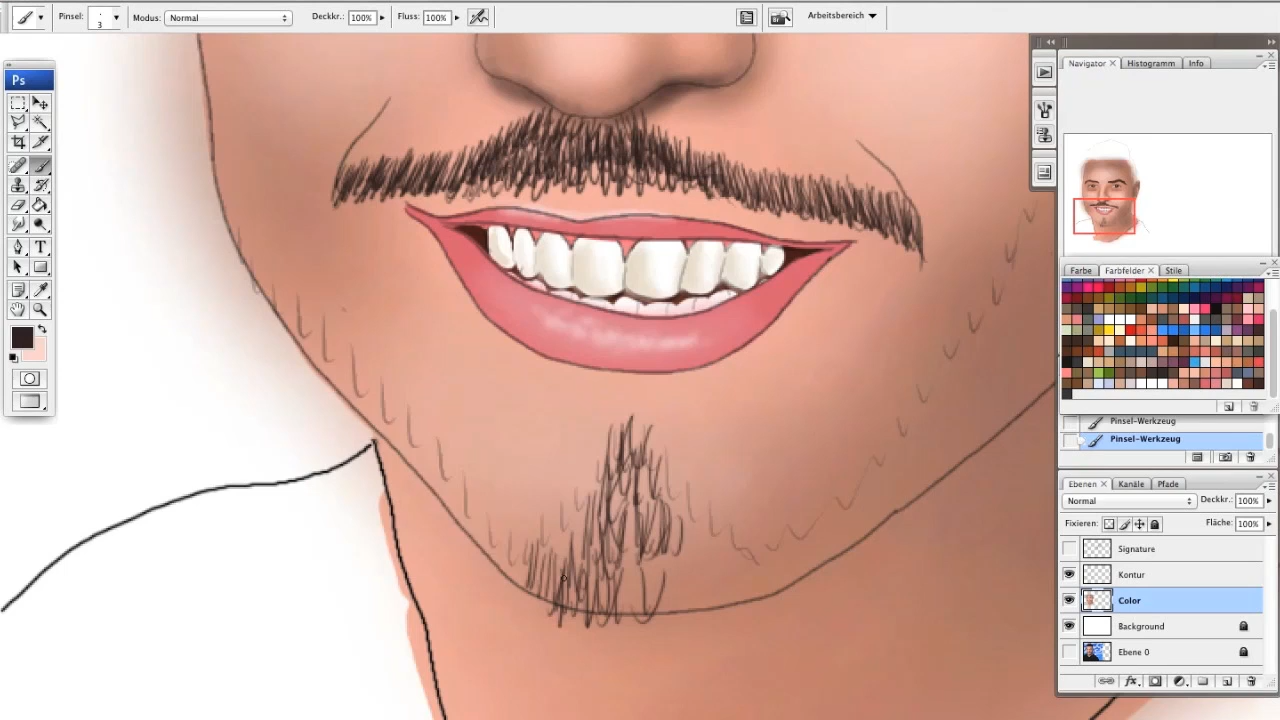 Pinsel: 3 Modus: Normal Deckkr.: 100% Fluss: 100% Arbeitsbereich
Ps
Navigator Histogramm Info
Farbe Farbfelder Stile
Pinsel-Werkzeug
Pinsel-Werkzeug
Ebenen Kanäle Pfade
Normal Deckkr.: 100%
Fixieren: Fläche: 100%
Signature
Kontur
Color
Background
Ebene 0